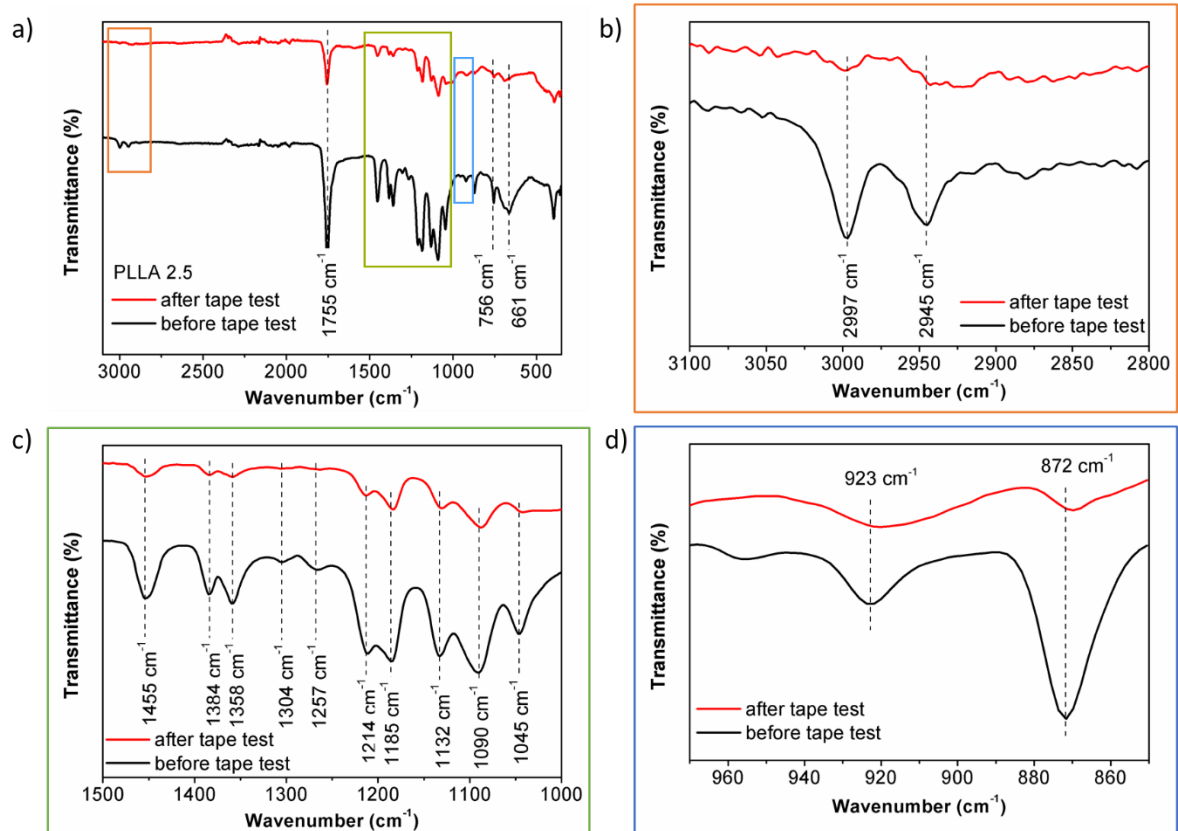 a)
Transmittance (%)
PLLA 2.5
after tape test
before tape test
1755 cm⁻¹
756 cm⁻¹
661 cm⁻¹
3000 2500 2000 1500 1000 500
Wavenumber (cm⁻¹)
b)
Transmittance (%)
2997 cm⁻¹
2945 cm⁻¹
after tape test
before tape test
3100 3050 3000 2950 2900 2850 2800
Wavenumber (cm⁻¹)
c)
Transmittance (%)
1455 cm⁻¹
1384 cm⁻¹
1358 cm⁻¹
1304 cm⁻¹
1257 cm⁻¹
1214 cm⁻¹
1185 cm⁻¹
1132 cm⁻¹
1090 cm⁻¹
1045 cm⁻¹
after tape test
before tape test
1500 1400 1300 1200 1100 1000
Wavenumber (cm⁻¹)
d)
Transmittance (%)
923 cm⁻¹
872 cm⁻¹
after tape test
before tape test
960 940 920 900 880 860
Wavenumber (cm⁻¹)